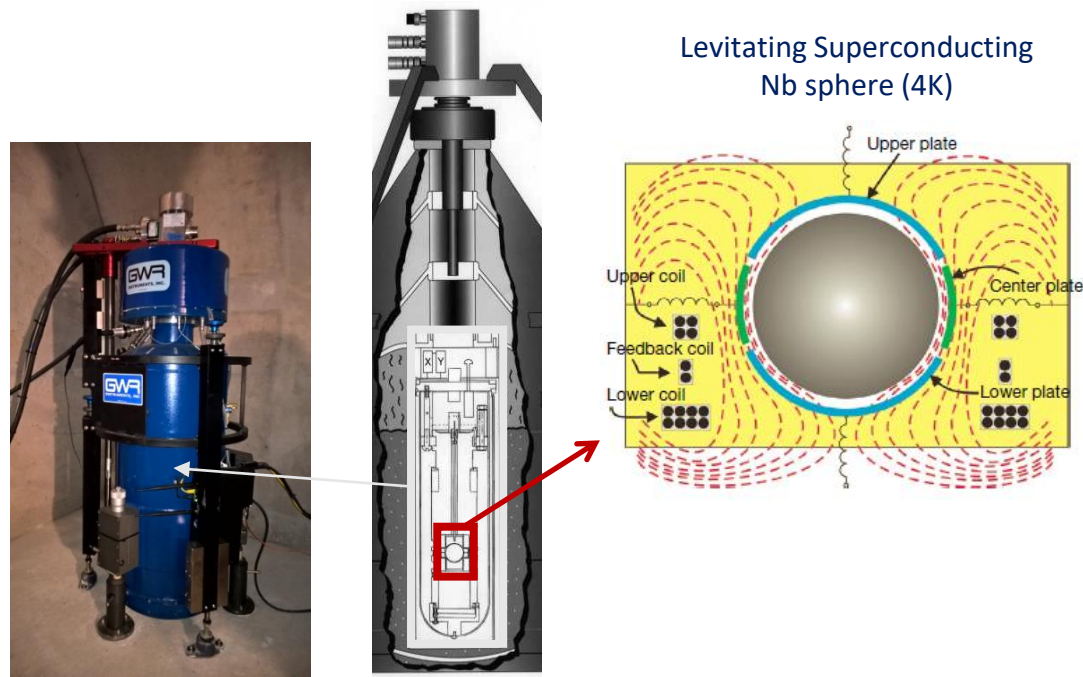 Levitating Superconducting
Nb sphere (4K)
Upper plate
Upper coil
Center plate
Feedback coil
Lower coil
Lower plate
GWR
INSTRUMENTS, INC.
GWR
INSTRUMENTS, INC.
X Y